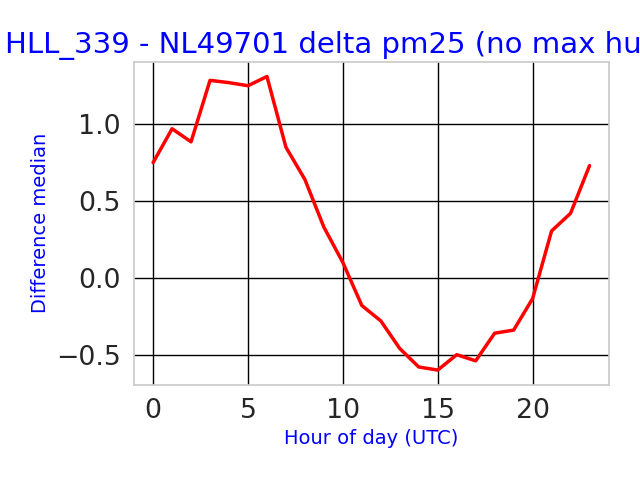 HLL_339 - NL49701 delta pm25 (no max hu
Difference median
1.0
0.5
0.0
−0.5
0 5 10 15 20
Hour of day (UTC)